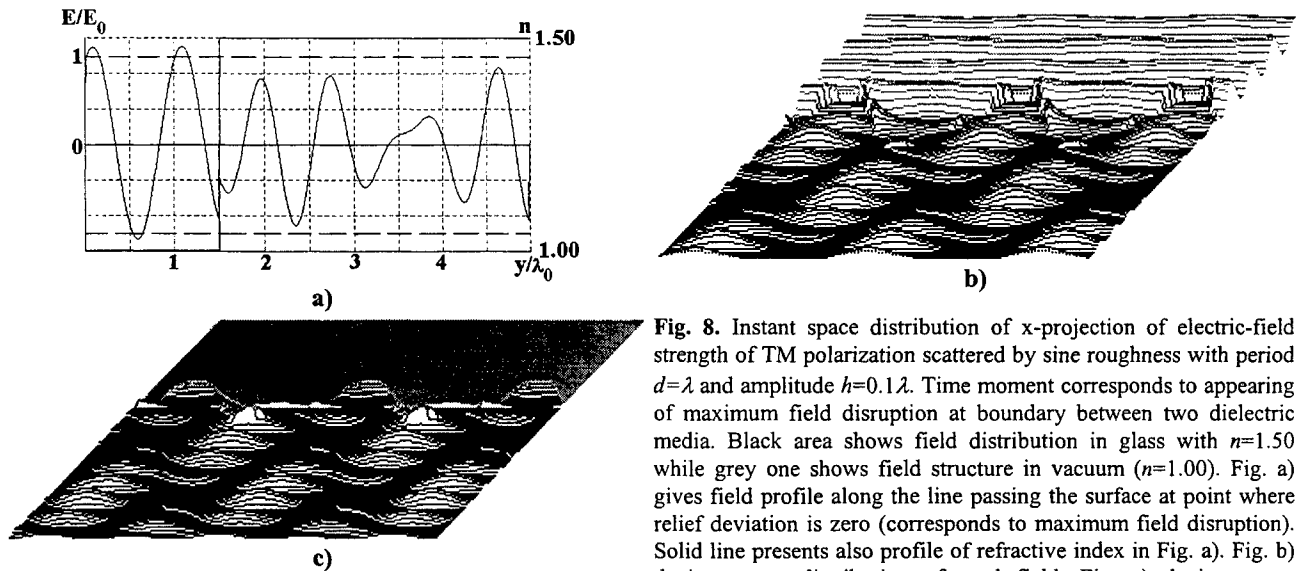 E/E0
n
1.50
1
0
1.00
1
2
3
4
y/λ0
a)
b)
c)
Fig. 8. Instant space distribution of x-projection of electric-field
strength of TM polarization scattered by sine roughness with period
d=λ and amplitude h=0.1λ. Time moment corresponds to appearing
of maximum field disruption at boundary between two dielectric
media. Black area shows field distribution in glass with n=1.50
while grey one shows field structure in vacuum (n=1.00). Fig. a)
gives field profile along the line passing the surface at point where
relief deviation is zero (corresponds to maximum field disruption).
Solid line presents also profile of refractive index in Fig. a). Fig. b)